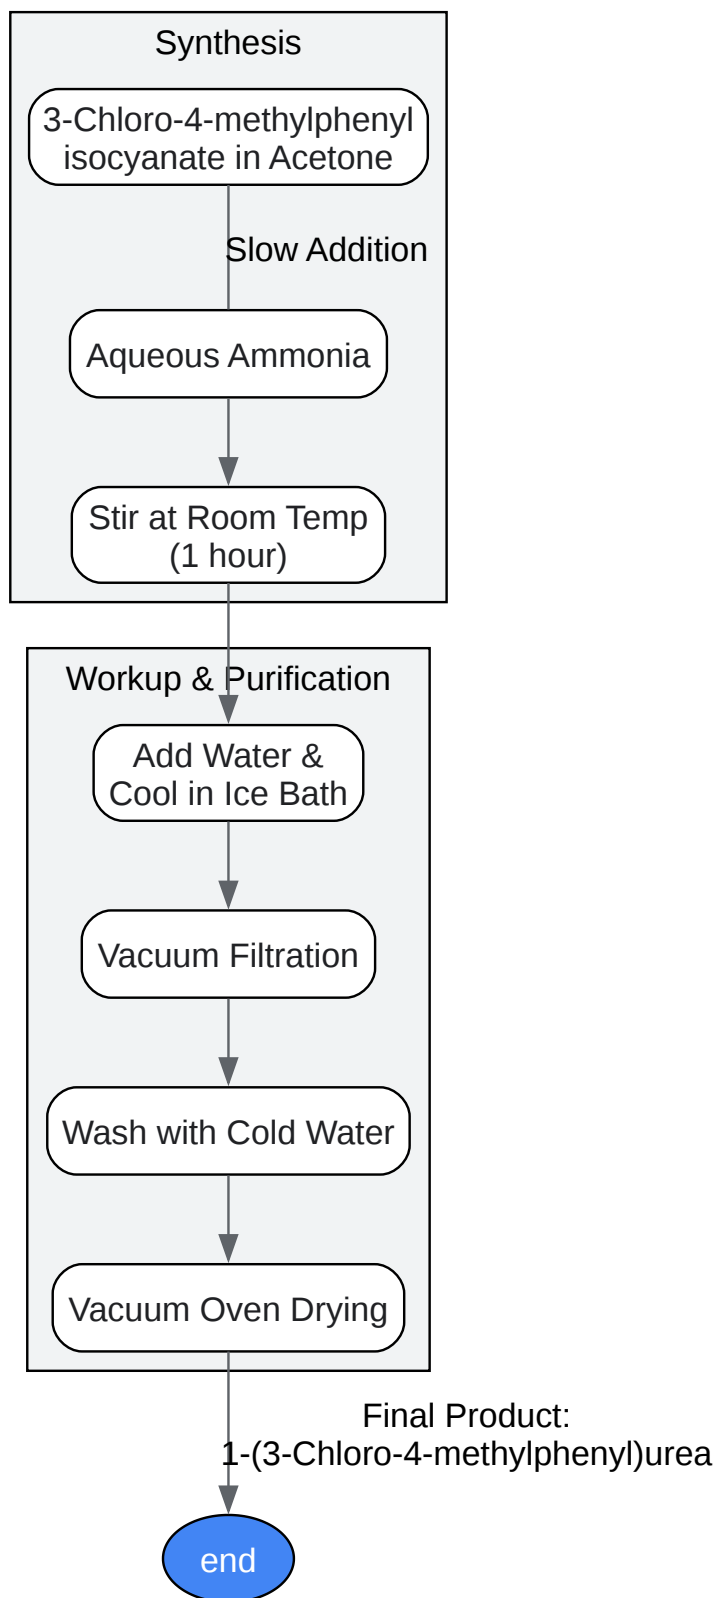 Synthesis
3-Chloro-4-methylphenyl
isocyanate in Acetone
Slow Addition
Aqueous Ammonia
Stir at Room Temp
(1 hour)
Workup & Purification
Add Water &
Cool in Ice Bath
Vacuum Filtration
Wash with Cold Water
Vacuum Oven Drying
Final Product:
1-(3-Chloro-4-methylphenyl)urea
end